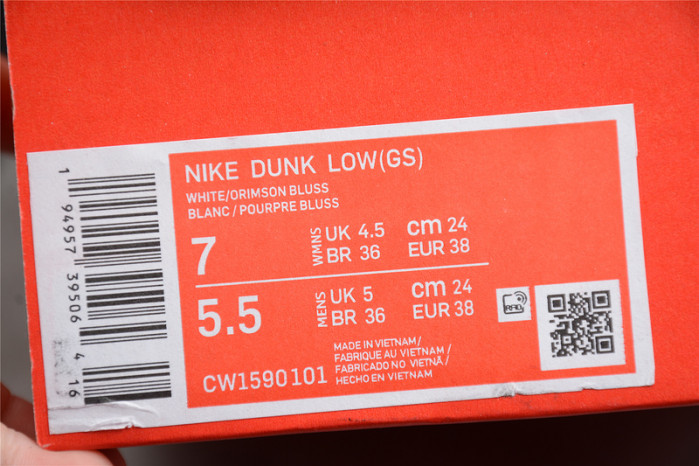 NIKE DUNK LOW(GS)
WHITE/ORIMSON BLUSS
BLANC/POURPRE BLUSS
7 WMNS UK 4.5 cm 24
BR 36 EUR 38
5.5 MENS UK 5 cm 24
BR 36 EUR 38
MADE IN VIETNAM/
FABRIQUE AU VIETNAM/
FABRICADO NO VIETNÃ/
HECHO EN VIETNAM
CW1590101
1 94957 39506 4 16